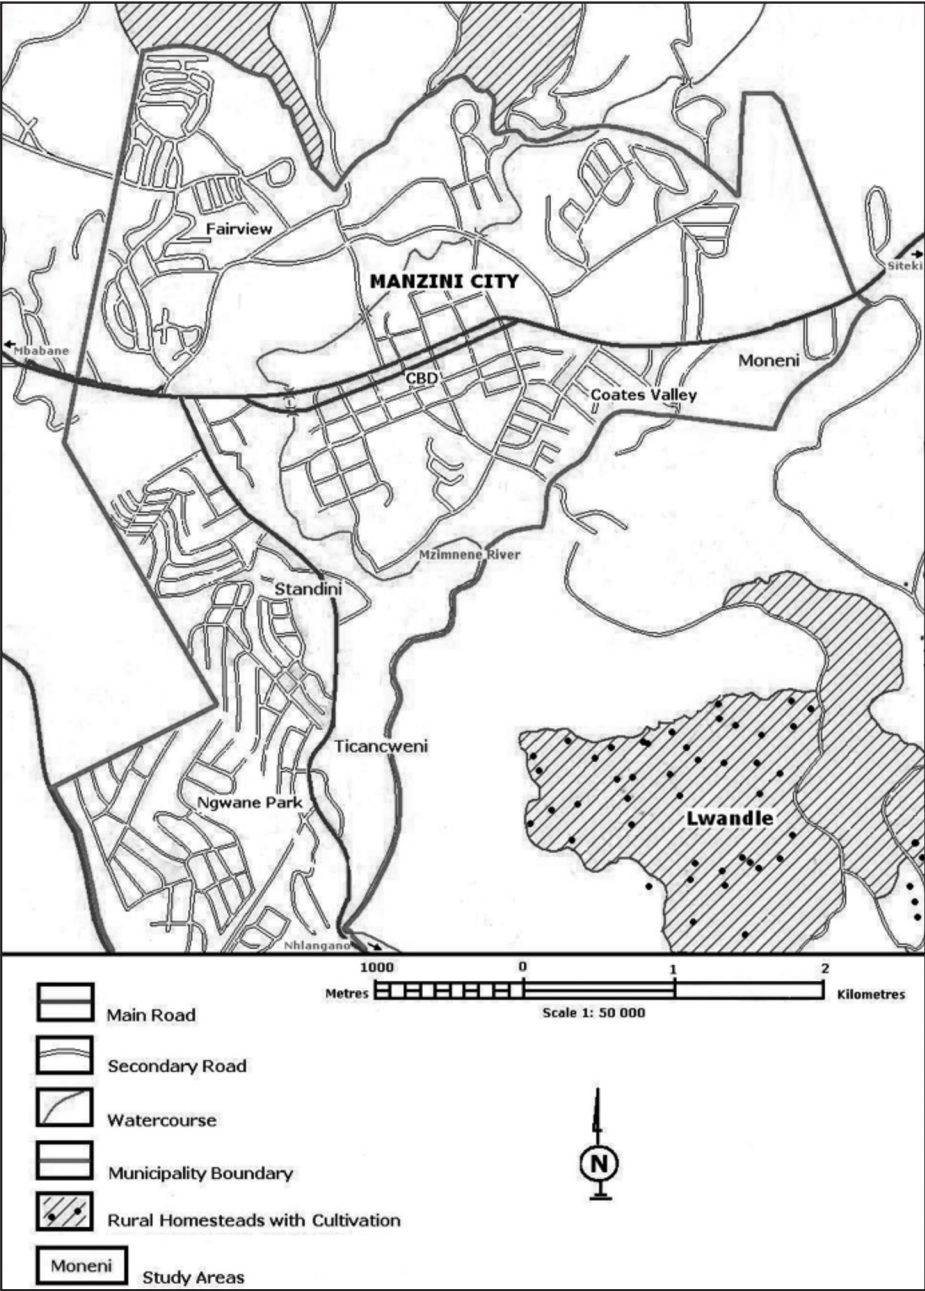 Fairview
MANZINI CITY
Siteki
Mbabane
Moneni
CBD
Coates Valley
Mzimnene River
Standini
Ticancweni
Ngwane Park
Lwandle
Nhlangano
1000 0 1 2
Metres Kilometres
Scale 1: 50 000
Main Road
Secondary Road
Watercourse
N
Municipality Boundary
Rural Homesteads with Cultivation
Moneni Study Areas